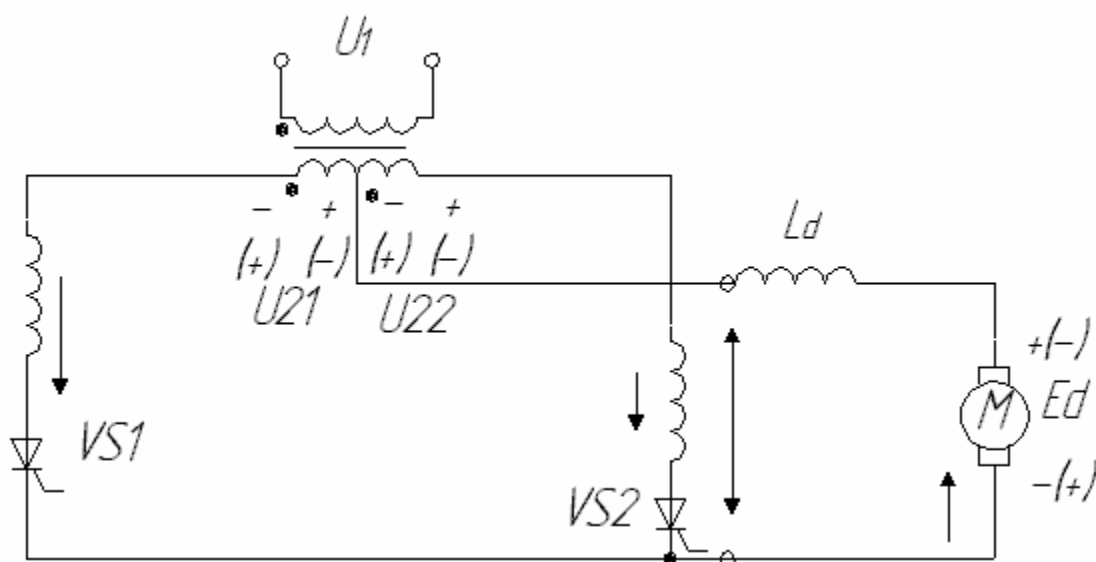 U1
− + − +
(+) (−) (+) (−)
U21 U22
Ld
+(−)
M Ed
−(+)
VS1
VS2